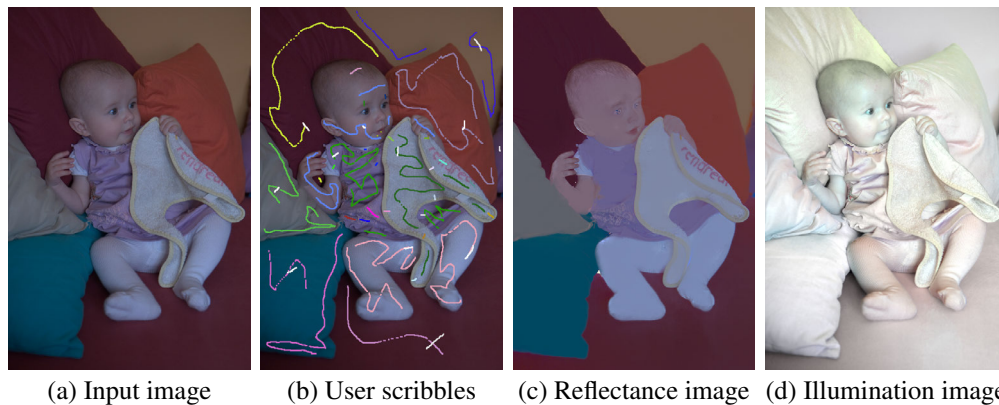 (a) Input image
(b) User scribbles
(c) Reflectance image
(d) Illumination image